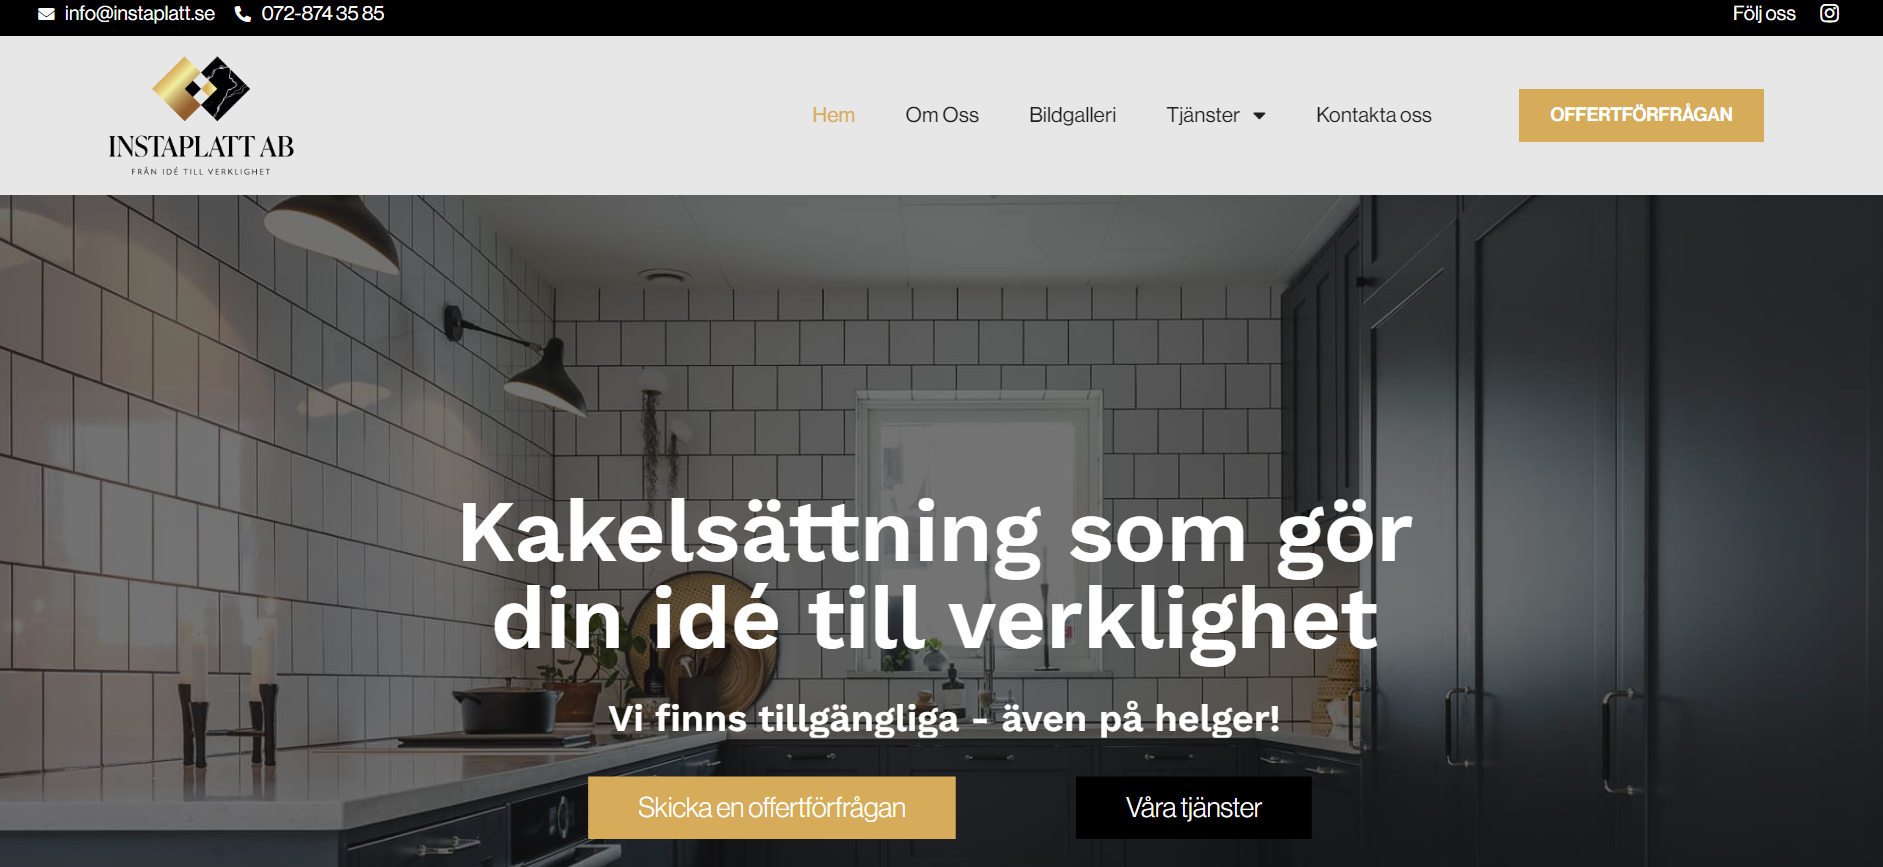 info@instaplatt.se 072-874 35 85 Följ oss
INSTAPLATT AB
FRÅN IDÉ TILL VERKLIGHET
Hem Om Oss Bildgalleri Tjänster Kontakta oss OFFERTFÖRFRÅGAN
Kakelsättning som gör
din idé till verklighet
Vi finns tillgängliga - även på helger!
Skicka en offertförfrågan Våra tjänster